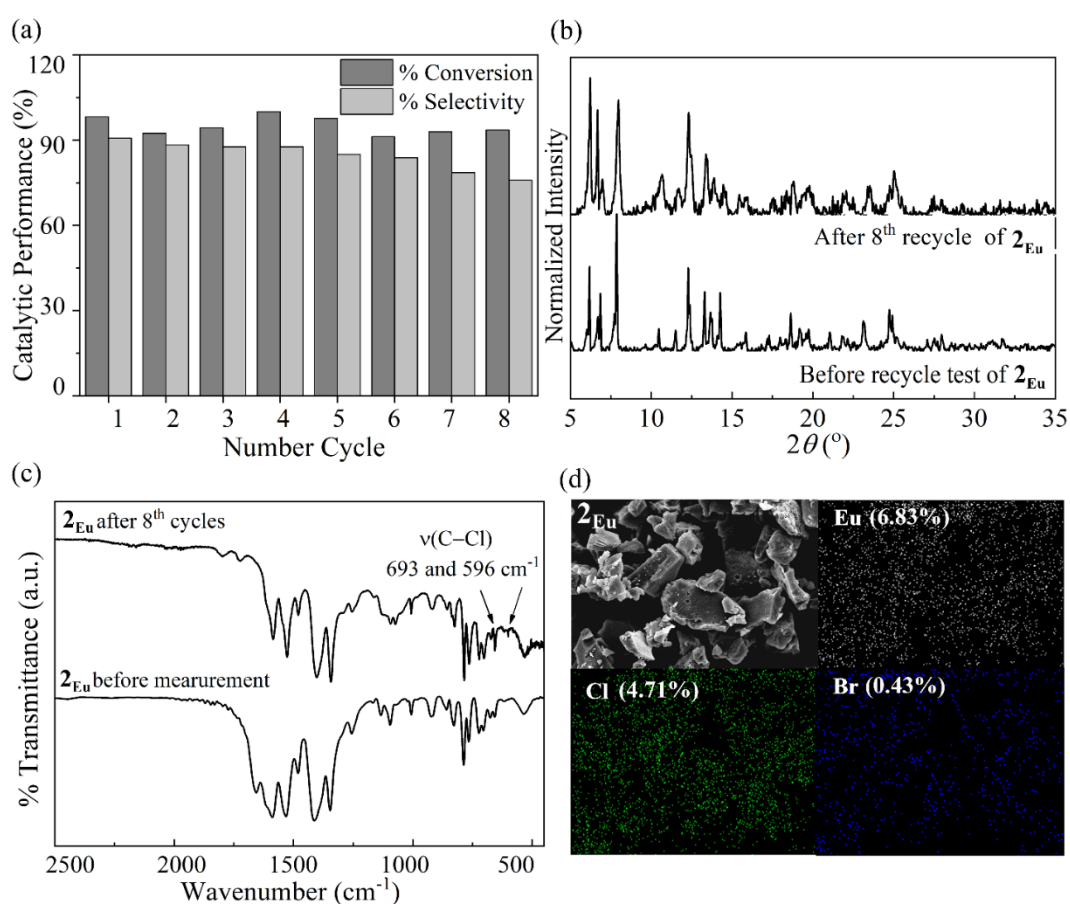 (a)
120
90
60
30
0
Catalytic Performance (%)
% Conversion
% Selectivity
1 2 3 4 5 6 7 8
Number Cycle
(b)
Normalized Intensity
After 8th recycle of 2Eu
Before recycle test of 2Eu
5 10 15 20 25 30 35
2θ (°)
(c)
% Transmittance (a.u.)
2Eu after 8th cycles
ν(C–Cl)
693 and 596 cm-1
2Eu before mearurement
2500 2000 1500 1000 500
Wavenumber (cm-1)
(d)
2Eu
Eu (6.83%)
Cl (4.71%)
Br (0.43%)